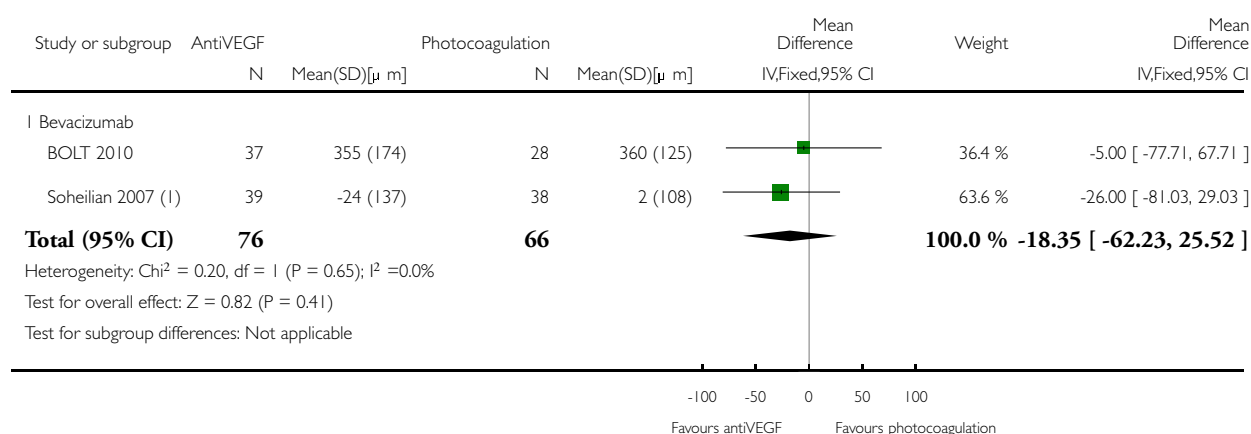 Mean Mean
Study or subgroup AntiVEGF Photocoagulation Difference Weight Difference
N Mean(SD)[μ m] N Mean(SD)[μ m] IV,Fixed,95% CI IV,Fixed,95% CI
1 Bevacizumab
BOLT 2010 37 355 (174) 28 360 (125) 36.4 % -5.00 [ -77.71, 67.71 ]
Soheilian 2007 (1) 39 -24 (137) 38 2 (108) 63.6 % -26.00 [ -81.03, 29.03 ]
Total (95% CI) 76 66 100.0 % -18.35 [ -62.23, 25.52 ]
Heterogeneity: Chi² = 0.20, df = 1 (P = 0.65); I² =0.0%
Test for overall effect: Z = 0.82 (P = 0.41)
Test for subgroup differences: Not applicable
-100 -50 0 50 100
Favours antiVEGF Favours photocoagulation